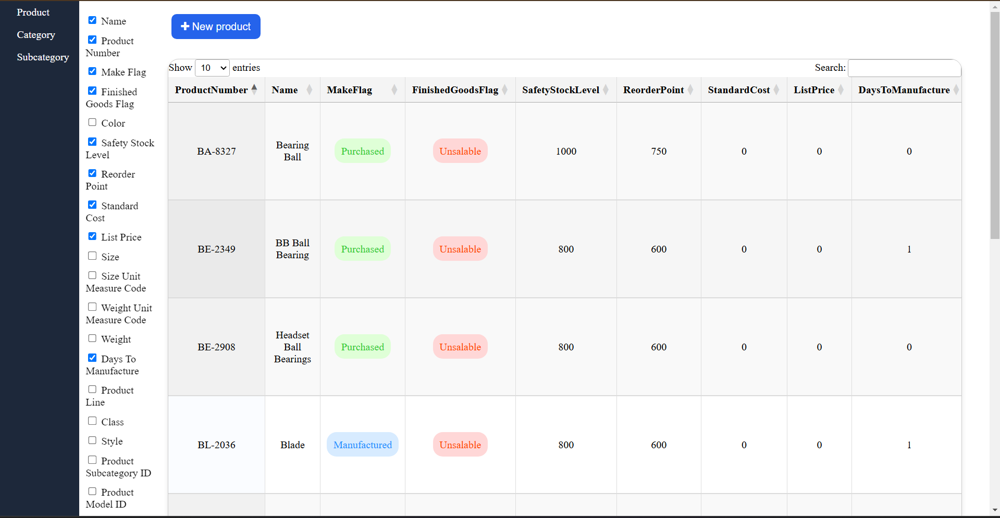 Product
Category
Subcategory
Name
Product
Number
Make Flag
Finished
Goods Flag
Color
Safety Stock
Level
Reorder
Point
Standard
Cost
List Price
Size
Size Unit
Measure Code
Weight Unit
Measure Code
Weight
Days To
Manufacture
Product
Line
Class
Style
Product
Subcategory ID
Product
Model ID
New product
Show 10 entries Search:
ProductNumber Name MakeFlag FinishedGoodsFlag SafetyStockLevel ReorderPoint StandardCost ListPrice DaysToManufacture
BA-8327 Bearing Ball Purchased Unsalable 1000 750 0 0 0
BE-2349 BB Ball Bearing Purchased Unsalable 800 600 0 0 1
BE-2908 Headset Ball Bearings Purchased Unsalable 800 600 0 0 0
BL-2036 Blade Manufactured Unsalable 800 600 0 0 1